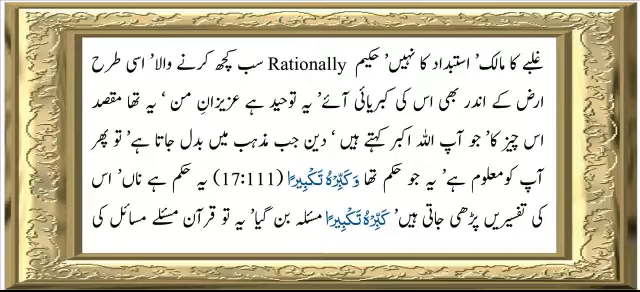 غلبے کا مالک’ استبداد کا نہیں’ حکیم Rationally سب کچھ کرنے والا’ اسی طرح
ارض کے اندر بھی اس کی کبریائی آئے’ یہ توحید ہے عزیزانِ من ‘ یہ تھا مقصد
اس چیز کا’ جو آپ اللہ اکبر کہتے ہیں ‘ دین جب مذہب میں بدل جاتا ہے’ تو پھر
آپ کو معلوم ہے’ یہ جو حکم تھا وَكَبِّرْهُ تَكْبِيرًا (17:111) یہ حکم ہے ناں’ اس
کی تفسیریں پڑھی جاتی ہیں’ كَبِّرْهُ تَكْبِيرًا مسئلہ بن گیا’ یہ تو قرآن مسئلے مسائل کی